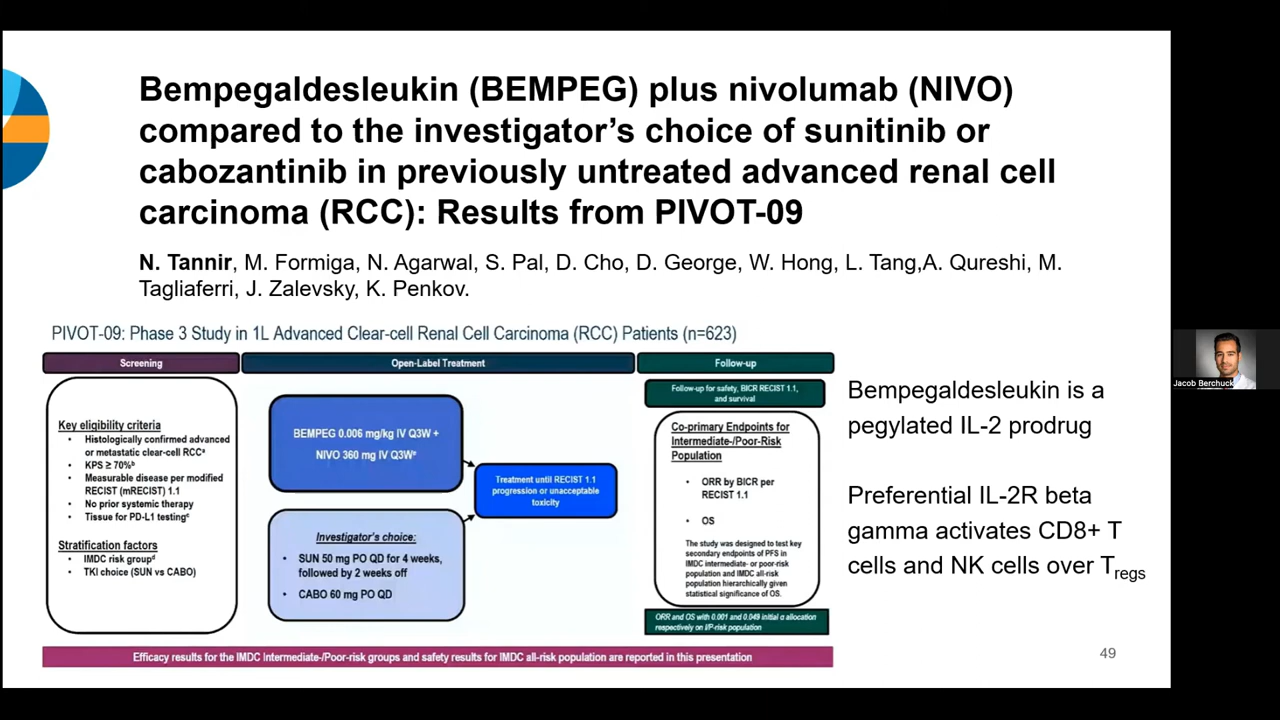 Bempegaldesleukin (BEMPEG) plus nivolumab (NIVO)
compared to the investigator's choice of sunitinib or
cabozantinib in previously untreated advanced renal cell
carcinoma (RCC): Results from PIVOT-09
N. Tannir, M. Formiga, N. Agarwal, S. Pal, D. Cho, D. George, W. Hong, L. Tang,A. Qureshi, M.
Tagliaferri, J. Zalevsky, K. Penkov.
PIVOT-09: Phase 3 Study in 1L Advanced Clear-cell Renal Cell Carcinoma (RCC) Patients (n=623)
Screening
Key eligibility criteria
• Histologically confirmed advanced
or metastatic clear-cell RCCᵃ
• KPS ≥ 70%ᵇ
• Measurable disease per modified
RECIST (mRECIST) 1.1
• No prior systemic therapy
• Tissue for PD-L1 testingᶜ
Stratification factors
• IMDC risk groupᵈ
• TKI choice (SUN vs CABO)
Open-Label Treatment
BEMPEG 0.006 mg/kg IV Q3W +
NIVO 360 mg IV Q3Wᵉ
Investigator's choice:
• SUN 50 mg PO QD for 4 weeks,
followed by 2 weeks off
• CABO 60 mg PO QD
Treatment until RECIST 1.1
progression or unacceptable
toxicity
Follow-up
Follow-up for safety, BICR RECIST 1.1,
and survival
Co-primary Endpoints for
Intermediate-/Poor-Risk
Population
• ORR by BICR per
RECIST 1.1
• OS
The study was designed to test key
secondary endpoints of PFS in
IMDC intermediate- or poor-risk
population and IMDC all-risk
population hierarchically given
statistical significance of OS.
ORR and OS with 0.001 and 0.049 initial α allocation
respectively on I/P-risk population
Efficacy results for the IMDC Intermediate-/Poor-risk groups and safety results for IMDC all-risk population are reported in this presentation
Bempegaldesleukin is a
pegylated IL-2 prodrug
Preferential IL-2R beta
gamma activates CD8+ T
cells and NK cells over Tregs
49
Jacob Berchuck